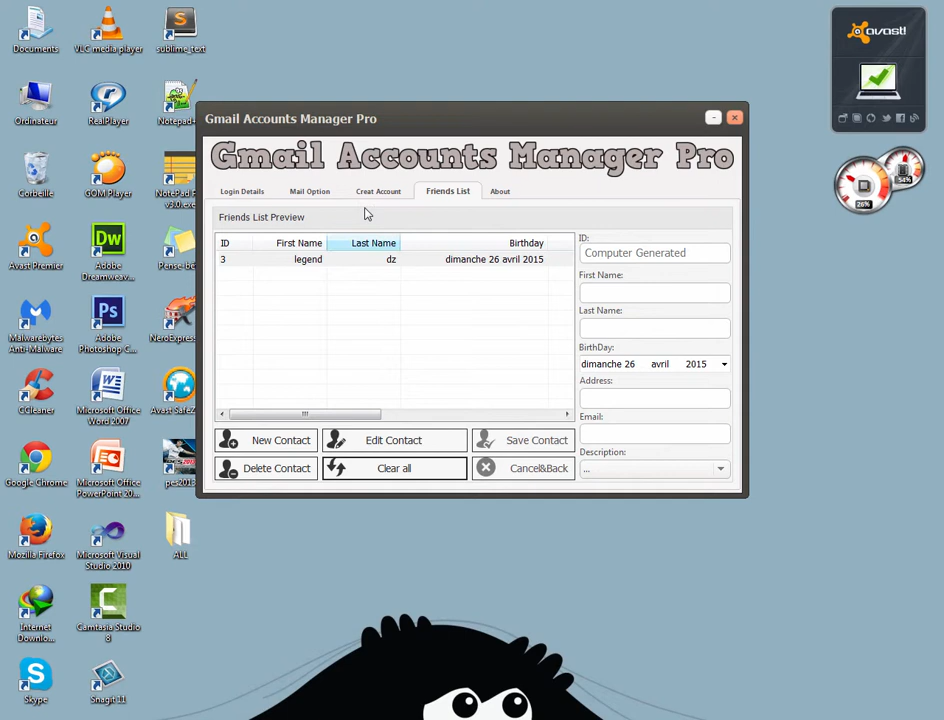 Documents
VLC media player
sublime_text
Ordinateur
RealPlayer
Notepad+
Corbeille
GOM Player
NotePad P
v3.0.exe
Avast Premier
Adobe
Dreamweav...
Pense-bê
Malwarebytes
Anti-Malware
Adobe
Photoshop C...
NeroExpress
CCleaner
Microsoft Office
Word 2007
Avast SafeZ
Google Chrome
Microsoft Office
PowerPoint 20...
pes2013
Mozilla Firefox
Microsoft Visual
Studio 2010
ALL
Internet
Downlo...
Camtasia Studio
8
Skype
Snagit 11
avast!
26%
54%
Gmail Accounts Manager Pro
Gmail Accounts Manager Pro
Login Details Mail Option Creat Account Friends List About
Friends List Preview
ID First Name Last Name Birthday
3 legend dz dimanche 26 avril 2015
ID:
Computer Generated
First Name:
Last Name:
BirthDay:
dimanche 26 avril 2015
Address:
Email:
Description:
...
New Contact Edit Contact Save Contact
Delete Contact Clear all Cancel&Back